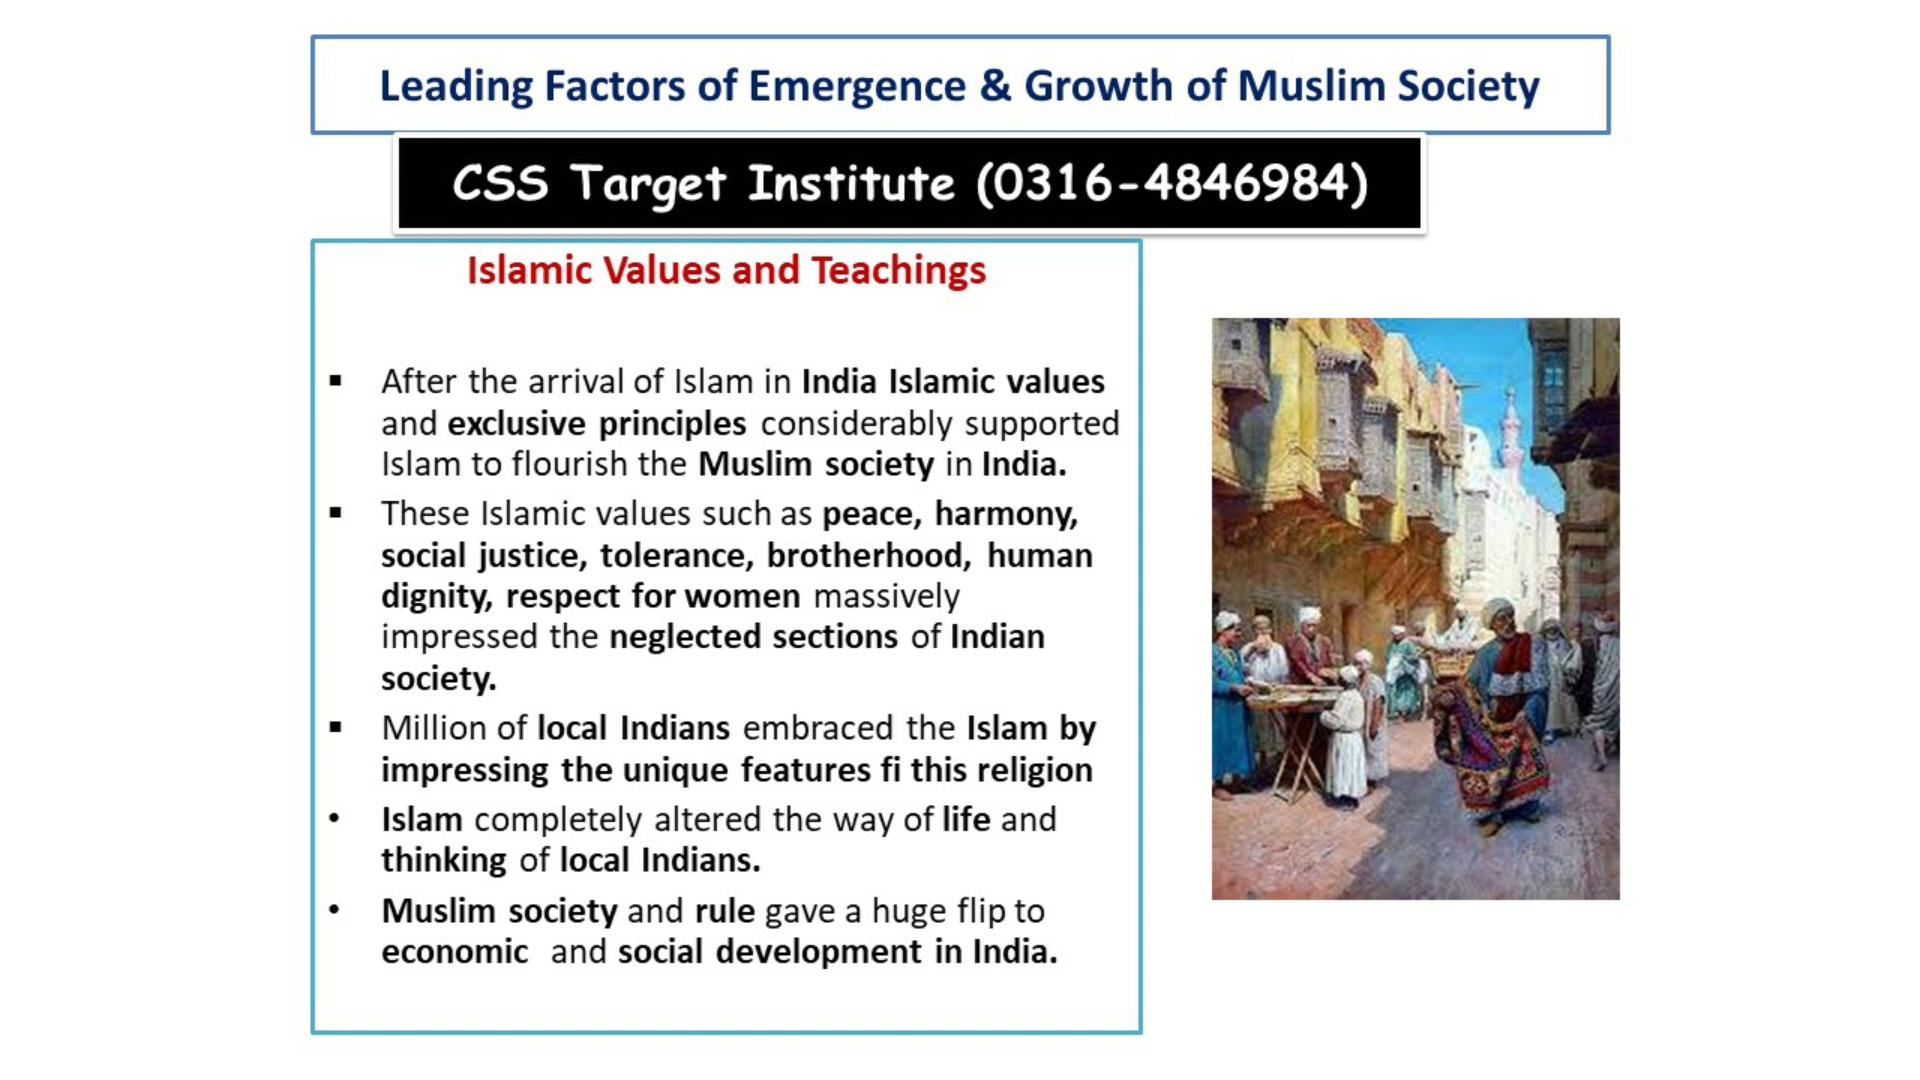 Leading Factors of Emergence & Growth of Muslim Society
CSS Target Institute (0316-4846984)
Islamic Values and Teachings
▪ After the arrival of Islam in India Islamic values
and exclusive principles considerably supported
Islam to flourish the Muslim society in India.
▪ These Islamic values such as peace, harmony,
social justice, tolerance, brotherhood, human
dignity, respect for women massively
impressed the neglected sections of Indian
society.
▪ Million of local Indians embraced the Islam by
impressing the unique features fi this religion
• Islam completely altered the way of life and
thinking of local Indians.
• Muslim society and rule gave a huge flip to
economic and social development in India.